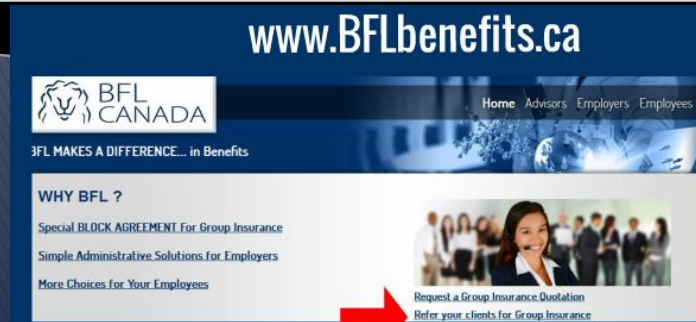 www.BFLbenefits.ca
BFL
CANADA
Home Advisors Employers Employees
BFL MAKES A DIFFERENCE... in Benefits
WHY BFL ?
Special BLOCK AGREEMENT For Group Insurance
Simple Administrative Solutions for Employers
More Choices for Your Employees
Request a Group Insurance Quotation
Refer your clients for Group Insurance